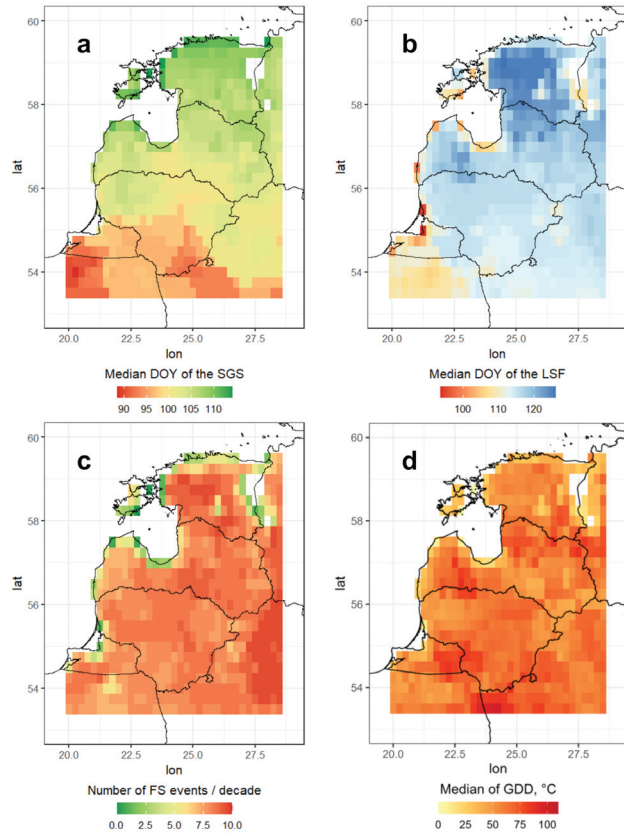 a
b
60
58
56
54
lat
20.0 22.5 25.0 27.5
lon
Median DOY of the SGS
88 95 100 105 110
60
58
56
54
lat
20.0 22.5 25.0 27.5
lon
Median DOY of the LSF
100 110 120
c
d
60
58
56
54
lat
20.0 22.5 25.0 27.5
lon
Number of FS events / decade
0.0 2.5 5.0 7.5 10.0
60
58
56
54
lat
20.0 22.5 25.0 27.5
lon
Median of GDD, °C
0 25 50 75 100